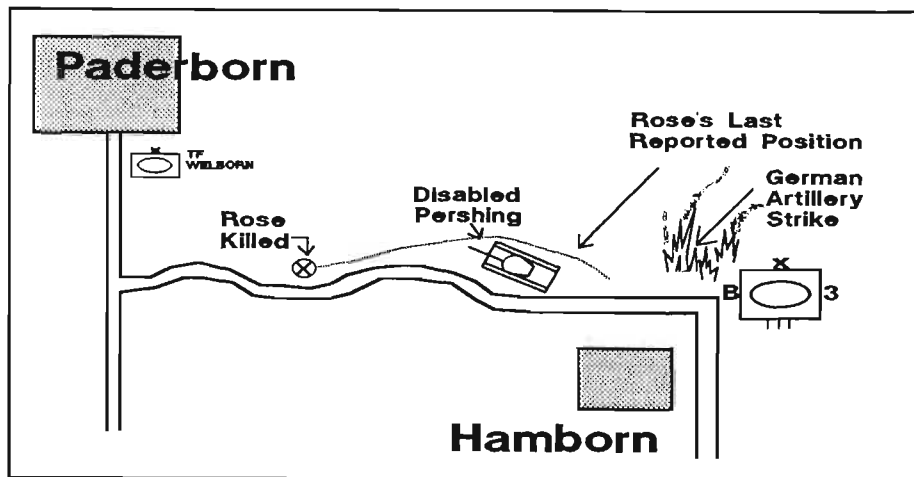 Paderborn
TF
WELBORN
Rose's Last
Reported Position
German
Artillery
Strike
Disabled
Pershing
Rose
Killed
X
B
3
Hamborn